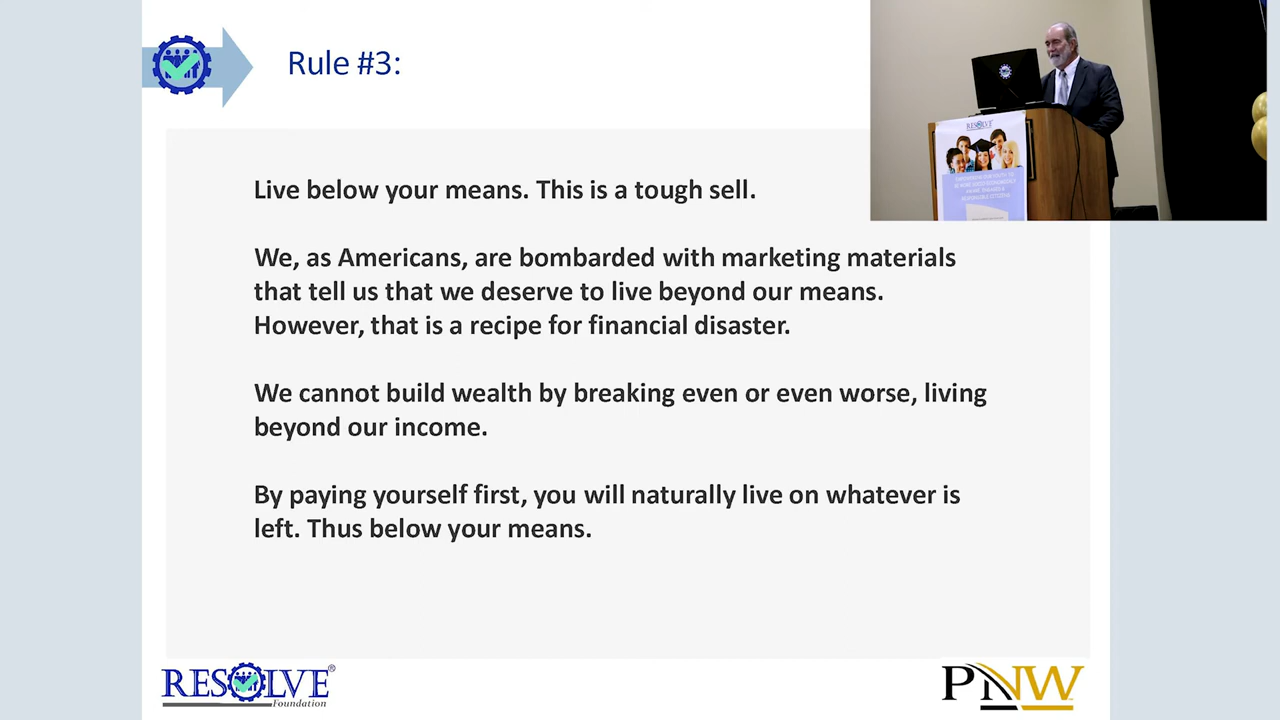 Rule #3:
Live below your means. This is a tough sell.
We, as Americans, are bombarded with marketing materials
that tell us that we deserve to live beyond our means.
However, that is a recipe for financial disaster.
We cannot build wealth by breaking even or even worse, living
beyond our income.
By paying yourself first, you will naturally live on whatever is
left. Thus below your means.
RESOLVE
RESOLVE®
Foundation
PNW